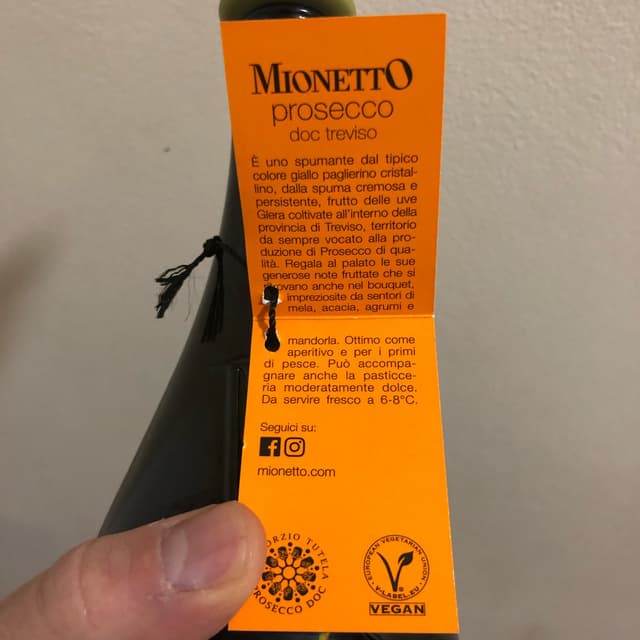 MIONETTO
prosecco
doc treviso
È uno spumante dal tipico
colore giallo paglierino cristal-
lino, dalla spuma cremosa e
persistente, frutto delle uve
Glera coltivate all'interno della
provincia di Treviso, territorio
da sempre vocato alla pro-
duzione di Prosecco di qua-
lità. Regala al palato le sue
generose note fruttate che si
trovano anche nel bouquet,
impreziosite da sentori di
mela, acacia, agrumi e
mandorla. Ottimo come
aperitivo e per i primi
di pesce. Può accompa-
gnare anche la pasticce-
ria moderatamente dolce.
Da servire fresco a 6-8°C.
Seguici su:
mionetto.com
TUTELA
PROSECCO DOC
EUROPEAN VEGETARIAN UNION
V-LABEL.EU
VEGAN